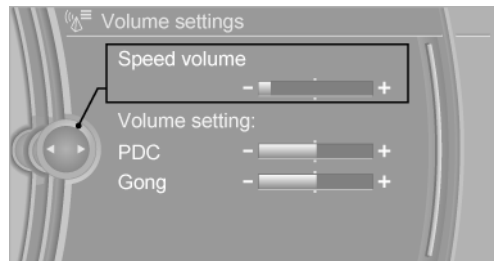 Volume settings
Speed volume
- +
Volume setting:
PDC - +
Gong - +